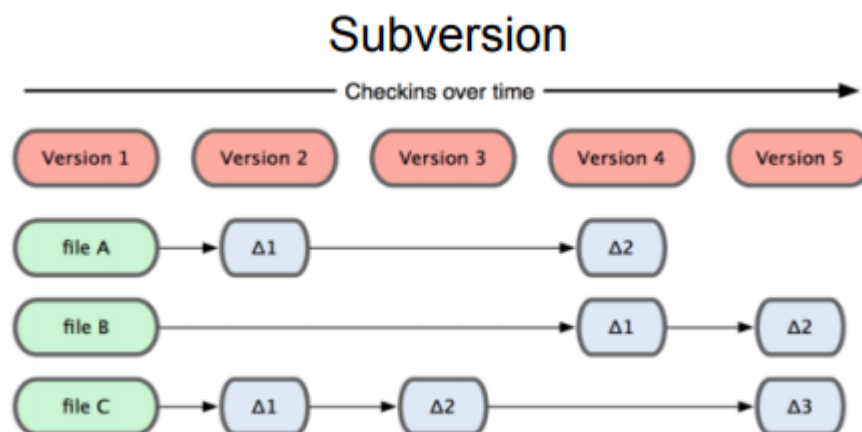 Subversion
Checkins over time
Version 1 Version 2 Version 3 Version 4 Version 5
file A Δ1 Δ2
file B Δ1 Δ2
file C Δ1 Δ2 Δ3